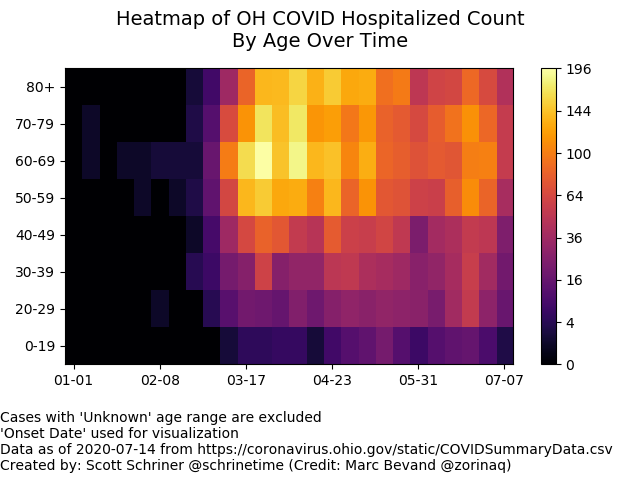 Heatmap of OH COVID Hospitalized Count
By Age Over Time
80+
70-79
60-69
50-59
40-49
30-39
20-29
0-19
01-01 02-08 03-17 04-23 05-31 07-07
196
144
100
64
36
16
4
0
Cases with 'Unknown' age range are excluded
'Onset Date' used for visualization
Data as of 2020-07-14 from https://coronavirus.ohio.gov/static/COVIDSummaryData.csv
Created by: Scott Schriner @schrinetime (Credit: Marc Bevand @zorinaq)